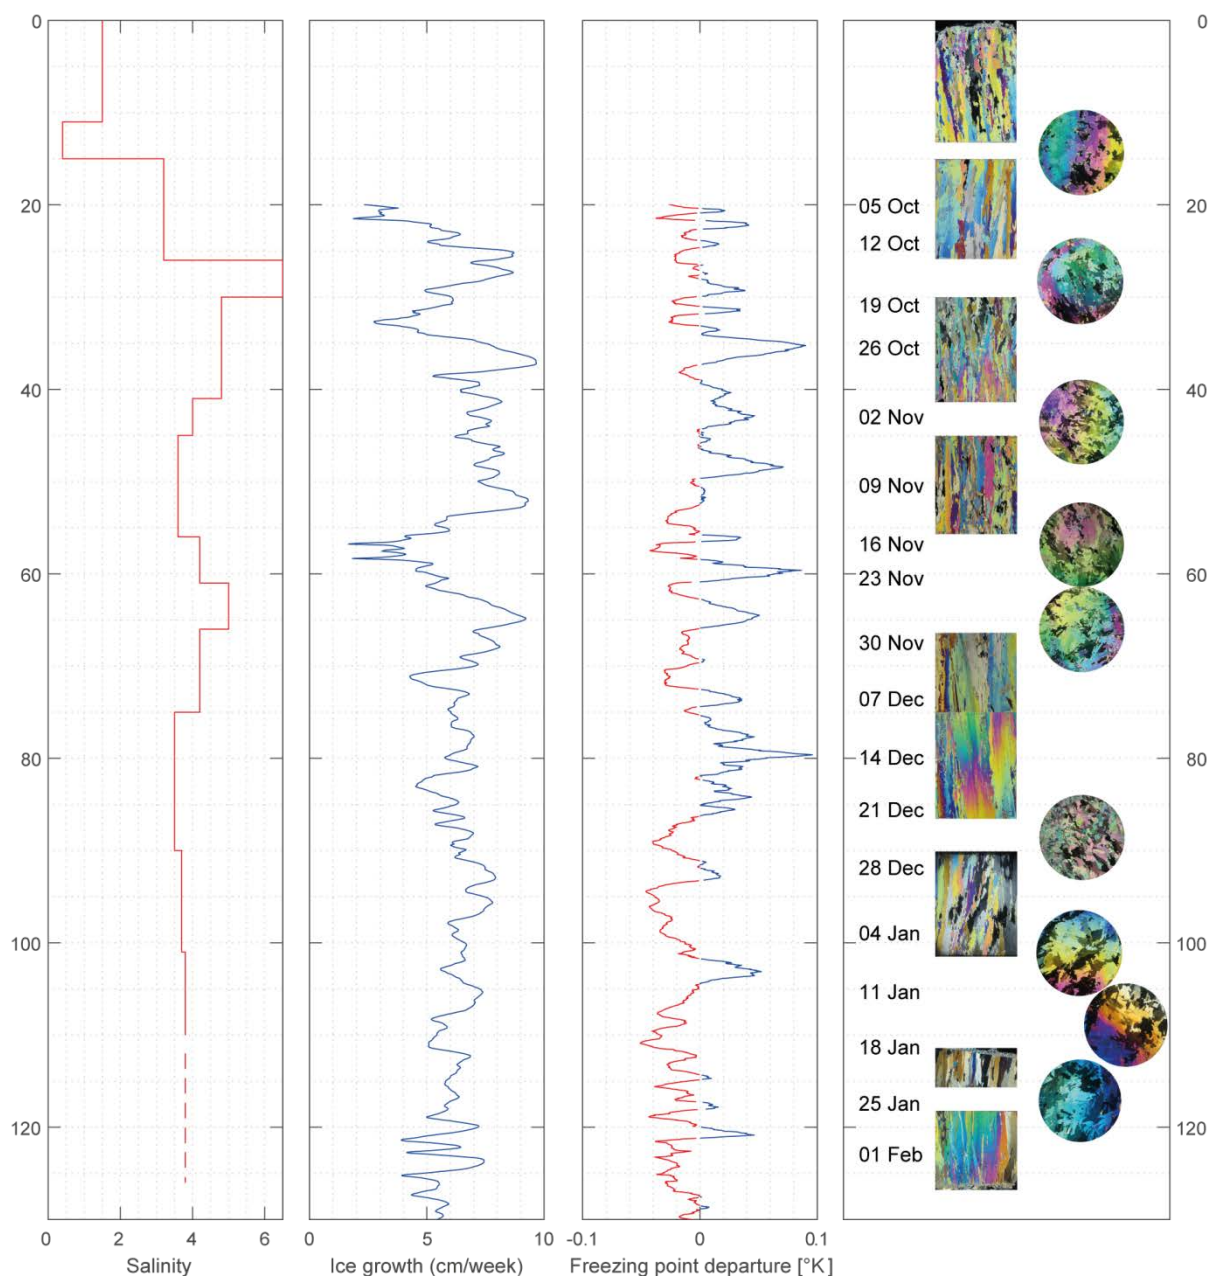 0
20
40
60
80
100
120
0 2 4 6
Salinity
0 5 10
Ice growth (cm/week)
-0.1 0 0.1
Freezing point departure [°K]
05 Oct
12 Oct
19 Oct
26 Oct
02 Nov
09 Nov
16 Nov
23 Nov
30 Nov
07 Dec
14 Dec
21 Dec
28 Dec
04 Jan
11 Jan
18 Jan
25 Jan
01 Feb
0
20
40
60
80
100
120